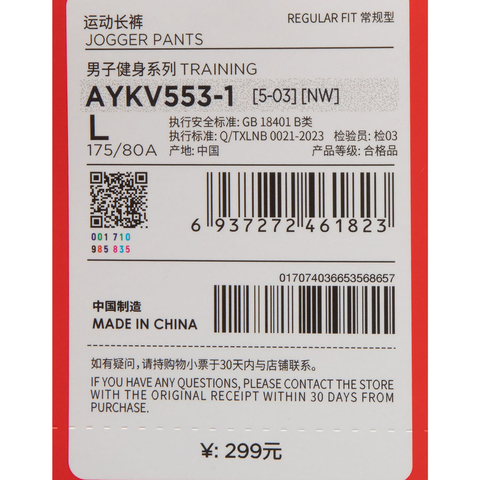 运动长裤 REGULAR FIT 常规型
JOGGER PANTS
男子健身系列 TRAINING
AYKV553-1 [5-03] [NW]
L 执行安全标准: GB 18401 B类
执行标准: Q/TXLNB 0021-2023 检验员: 检03
175/80A 产地: 中国 产品等级: 合格品
6 937272 461823
001 710
985 835
017074036653568657
中国制造
MADE IN CHINA
如有疑问，请持购物小票于30天内与店铺联系。
IF YOU HAVE ANY QUESTIONS, PLEASE CONTACT THE STORE
WITH THE ORIGINAL RECEIPT WITHIN 30 DAYS FROM
PURCHASE.
¥: 299元